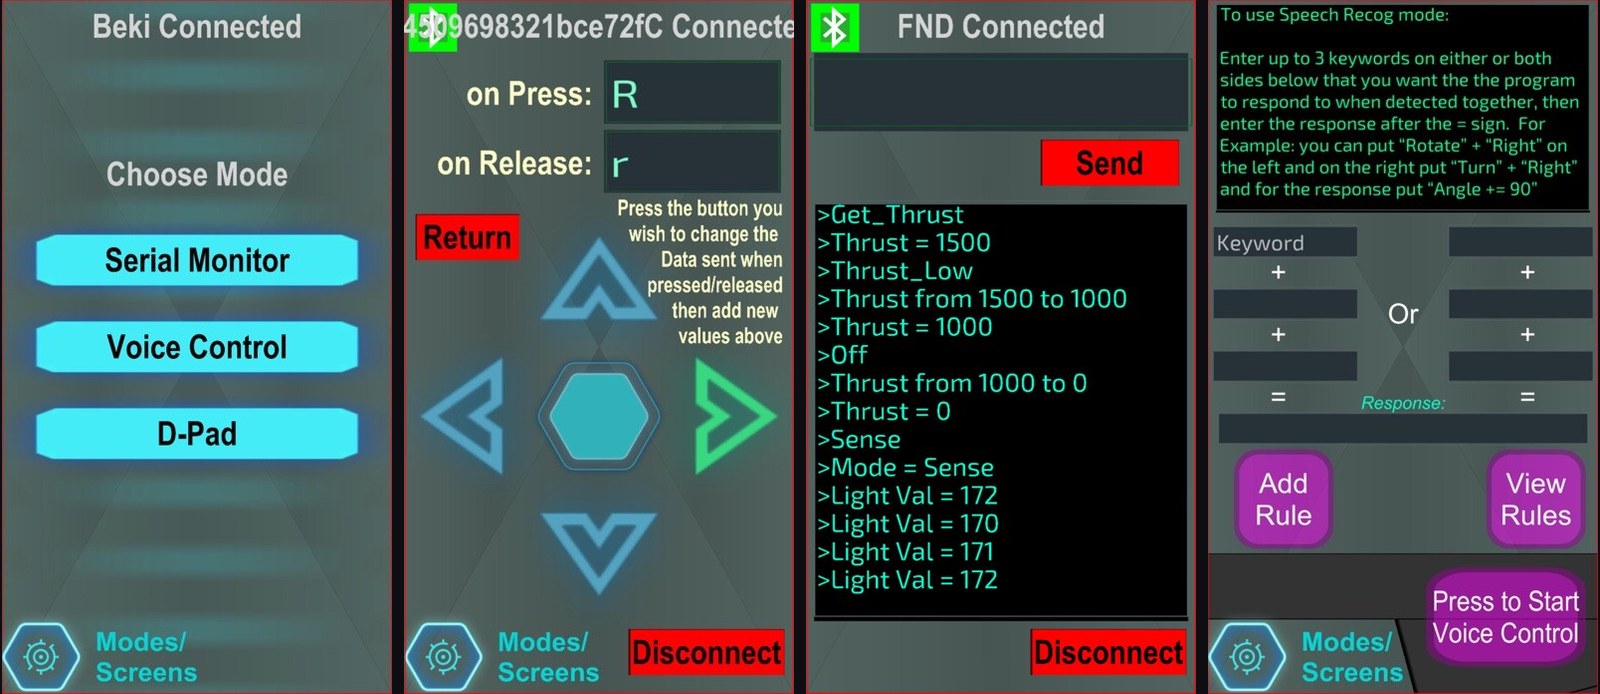 Beki Connected
Choose Mode
Serial Monitor
Voice Control
D-Pad
Modes/
Screens
4509698321bce72fC Connecte
on Press: R
on Release: r
Return
Press the button you
wish to change the
Data sent when
pressed/released
then add new
values above
Modes/
Screens
Disconnect
FND Connected
Send
>Get_Thrust
>Thrust = 1500
>Thrust_Low
>Thrust from 1500 to 1000
>Thrust = 1000
>Off
>Thrust from 1000 to 0
>Thrust = 0
>Sense
>Mode = Sense
>Light Val = 172
>Light Val = 170
>Light Val = 171
>Light Val = 172
Disconnect
To use Speech Recog mode:
Enter up to 3 keywords on either or both
sides below that you want the the program
to respond to when detected together, then
enter the response after the = sign. For
Example: you can put "Rotate" + "Right" on
the left and on the right put "Turn" + "Right"
and for the response put "Angle += 90"
Keyword
+ +
Or
+ +
= Response: =
Add
Rule
View
Rules
Press to Start
Voice Control
Modes/
Screens